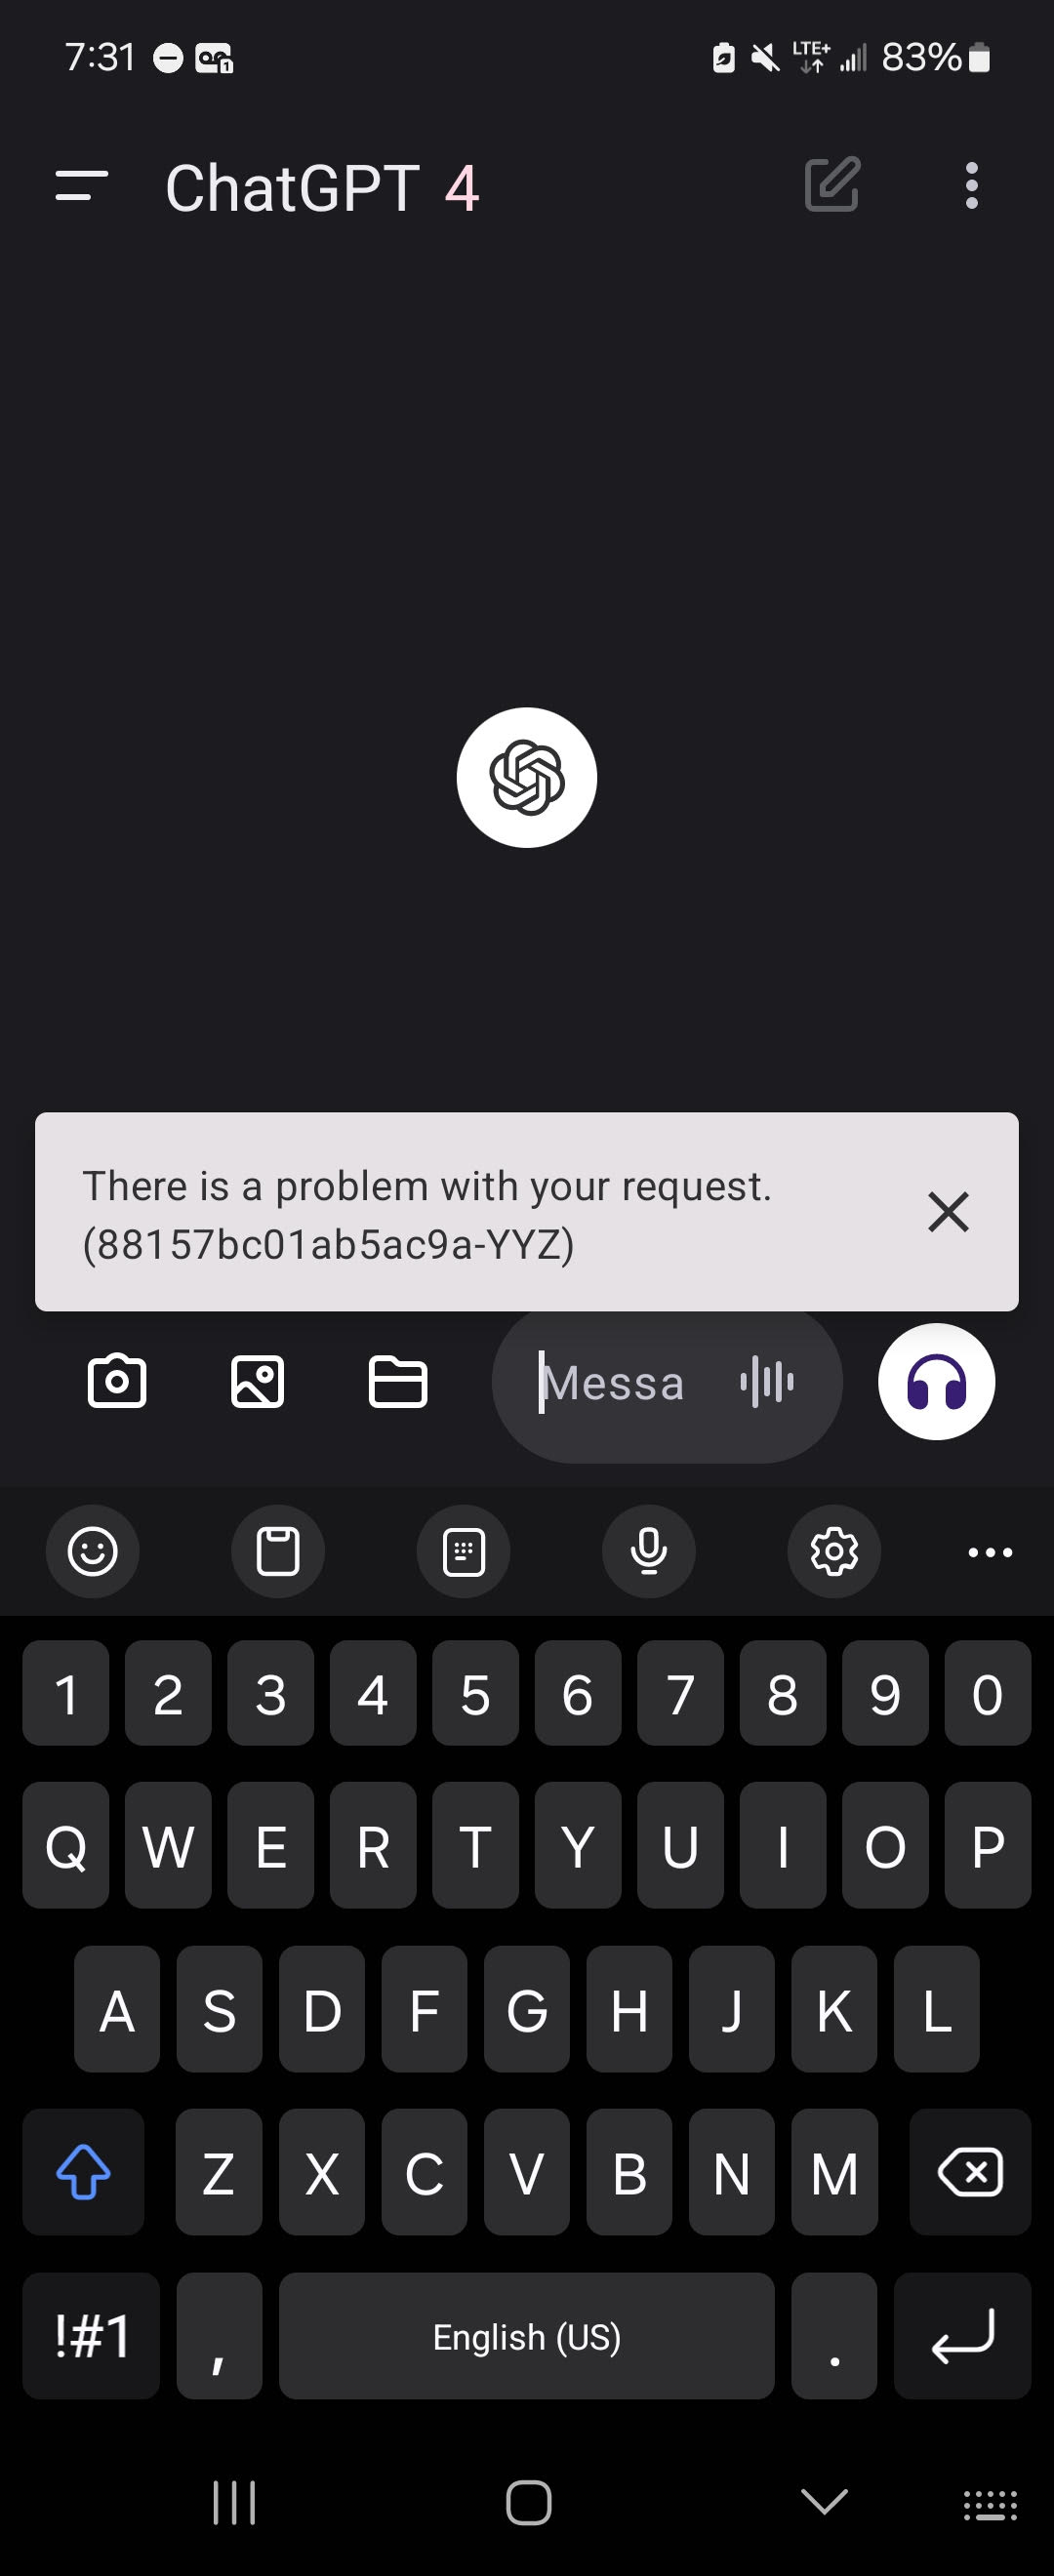 7:31
LTE+
83%
ChatGPT 4
There is a problem with your request.
(88157bc01ab5ac9a-YYZ)
Messa
1 2 3 4 5 6 7 8 9 0
Q W E R T Y U I O P
A S D F G H J K L
Z X C V B N M
!#1 , English (US) .